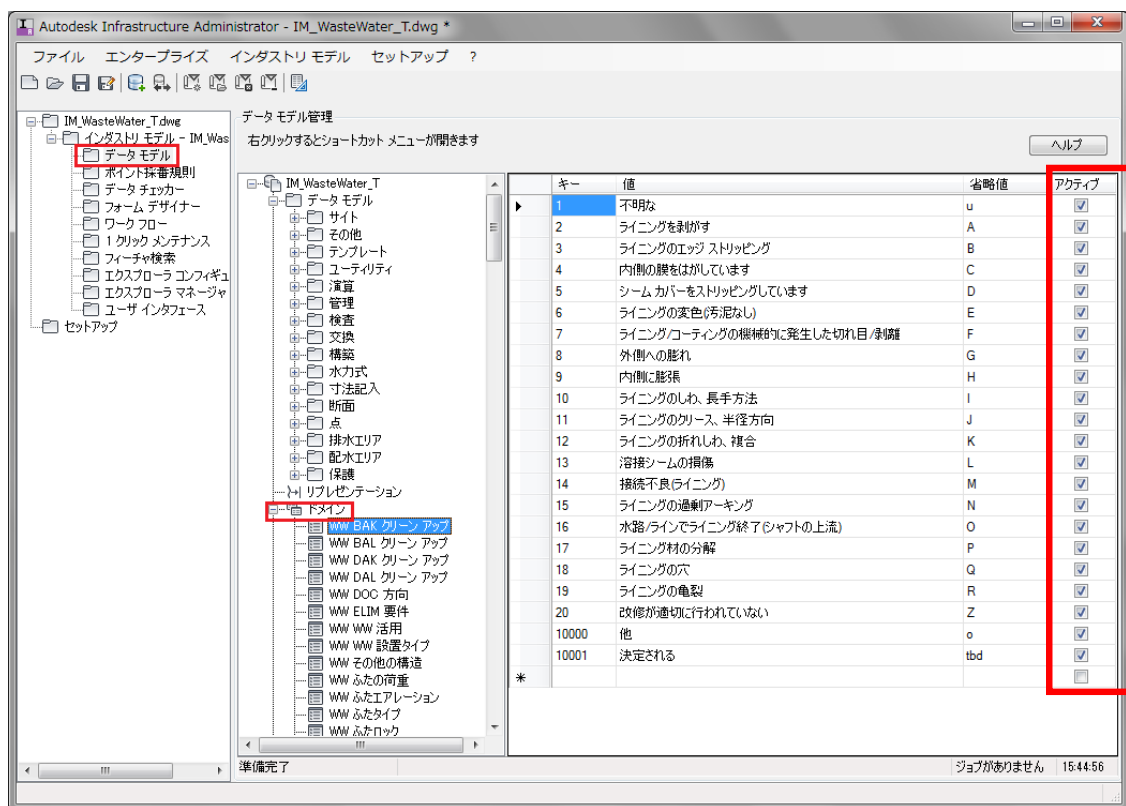 Autodesk Infrastructure Administrator - IM_WasteWater_T.dwg *
ファイル エンタープライズ インダストリ モデル セットアップ ?
IM_WasteWater_T.dwg
インダストリ モデル - IM_Was
データ モデル
ポイント採番規則
データ チェッカー
フォーム デザイナー
ワーク フロー
1 クリック メンテナンス
フィーチャ検索
エクスプローラ コンフィギュ
エクスプローラ マネージャ
ユーザ インタフェース
セットアップ
データ モデル管理
右クリックするとショートカット メニューが開きます
ヘルプ
IM_WasteWater_T
データ モデル
サイト
その他
テンプレート
ユーティリティ
演算
管理
検査
交換
構築
水力式
寸法記入
断面
点
排水エリア
配水エリア
保護
リプレゼンテーション
ドメイン
WW BAK クリーン アップ
WW BAL クリーン アップ
WW DAK クリーン アップ
WW DAL クリーン アップ
WW DOC 方向
WW ELIM 要件
WW WW 活用
WW WW 設置タイプ
WW その他の構造
WW ふたの荷重
WW ふたエアレーション
WW ふたタイプ
WW ふたロック
キー 値 省略値 アクティブ
1 不明な u
2 ライニングを剥がす A
3 ライニングのエッジ ストリッピング B
4 内側の膜をはがしています C
5 シーム カバーをストリッピングしています D
6 ライニングの変色(汚泥なし) E
7 ライニング/コーティングの機械的に発生した切れ目/剥離 F
8 外側への膨れ G
9 内側に膨張 H
10 ライニングのしわ、長手方法 I
11 ライニングのクリース、半径方向 J
12 ライニングの折れしわ、複合 K
13 溶接シームの損傷 L
14 接続不良(ライニング) M
15 ライニングの過剰アーキング N
16 水路/ラインでライニング終了(シャフトの上流) O
17 ライニング材の分解 P
18 ライニングの穴 Q
19 ライニングの亀裂 R
20 改修が適切に行われていない Z
10000 他 o
10001 決定される tbd
準備完了 ジョブがありません 15:44:56